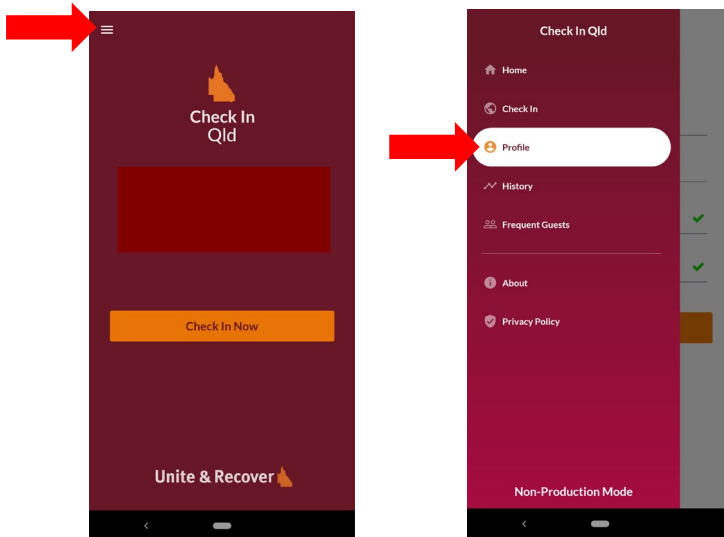 Check In
Qld
Check In Now
Unite & Recover
Check In Qld
Home
Check In
Profile
History
Frequent Guests
About
Privacy Policy
Non-Production Mode